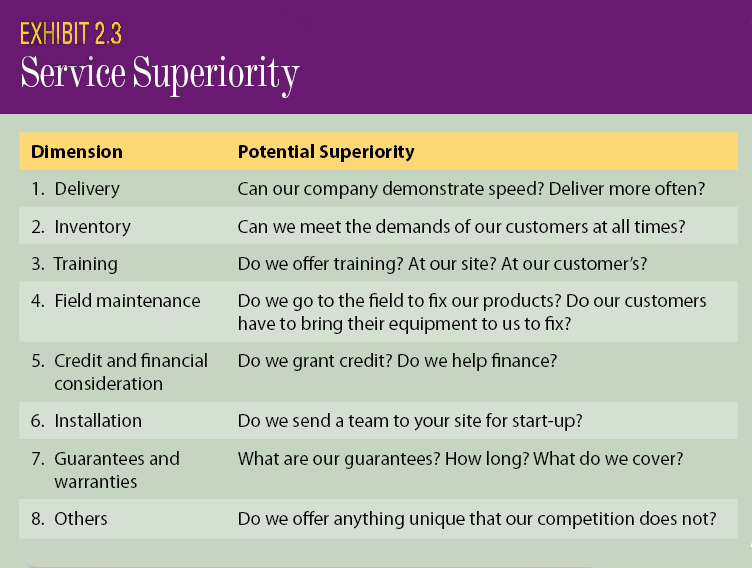 EXHIBIT 2.3
Service Superiority
Dimension Potential Superiority
1. Delivery Can our company demonstrate speed? Deliver more often?
2. Inventory Can we meet the demands of our customers at all times?
3. Training Do we offer training? At our site? At our customer's?
4. Field maintenance Do we go to the field to fix our products? Do our customers
have to bring their equipment to us to fix?
5. Credit and financial Do we grant credit? Do we help finance?
consideration
6. Installation Do we send a team to your site for start-up?
7. Guarantees and What are our guarantees? How long? What do we cover?
warranties
8. Others Do we offer anything unique that our competition does not?